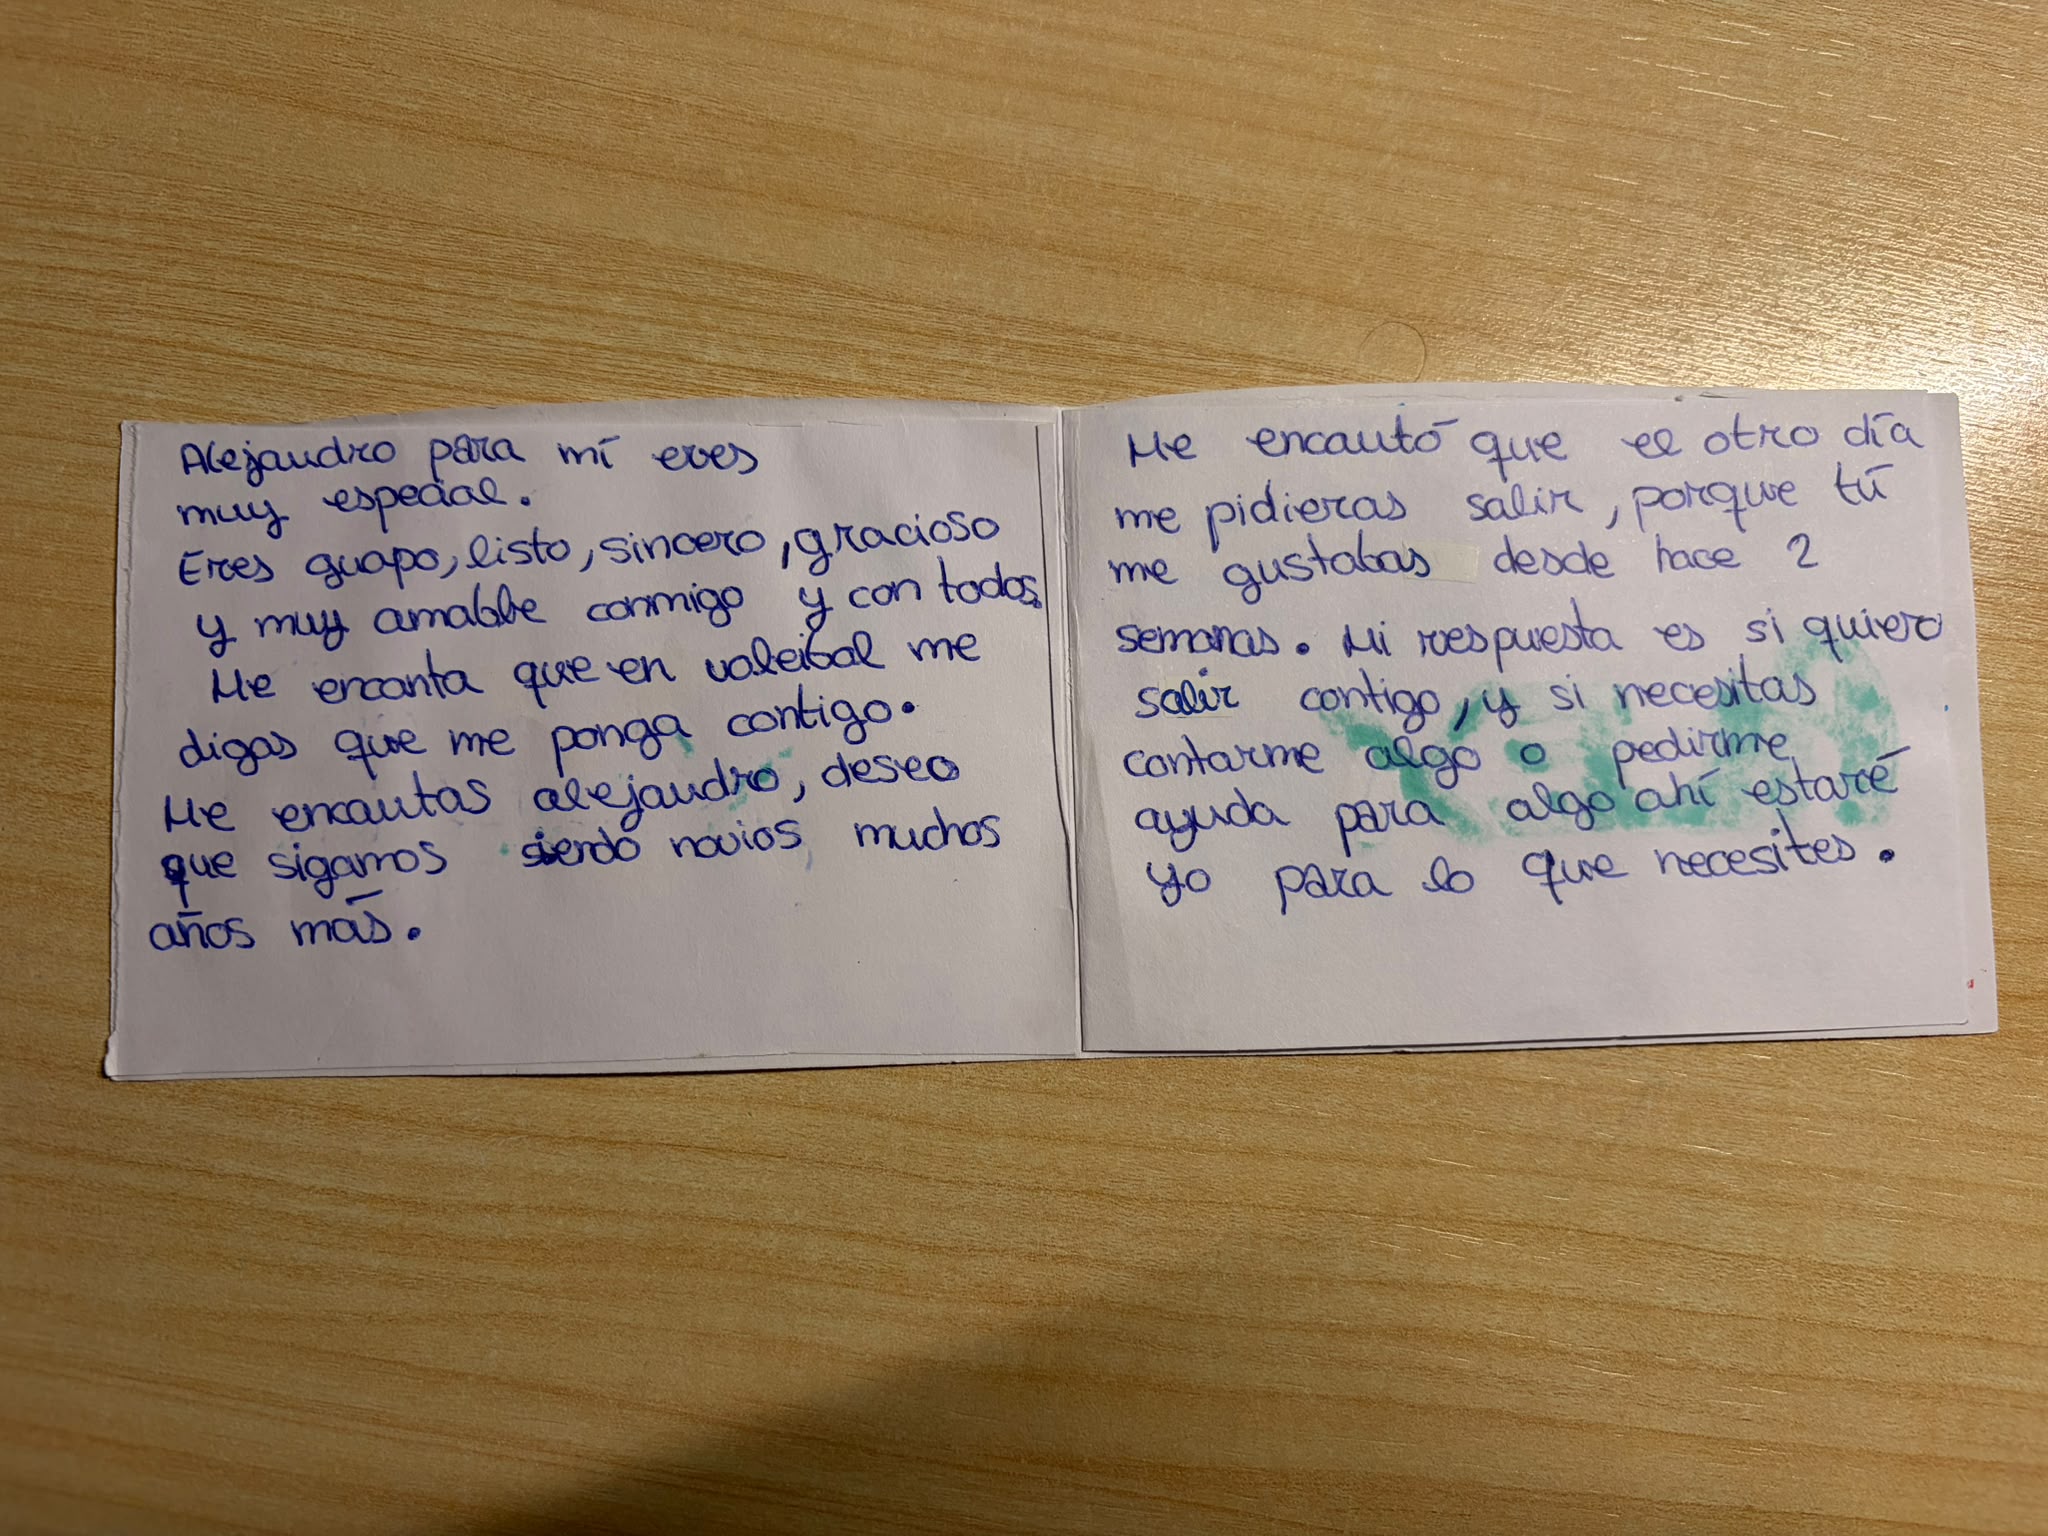 Alejandro para mí eres
muy especial.
Eres guapo, listo, sincero, gracioso
y muy amable conmigo y con todos.
Me encanta que en voleibal me
digas que me ponga contigo.
Me encantas alejandro, deseo
que sigamos siendo novios muchos
años más.
Me encantó que el otro día
me pidieras salir, porque tú
me gustabas desde hace 2
semanas. Mi respuesta es si quiero
salir contigo, y si necesitas
contarme algo o pedirme
ayuda para algo ahí estaré
yo para lo que necesites.